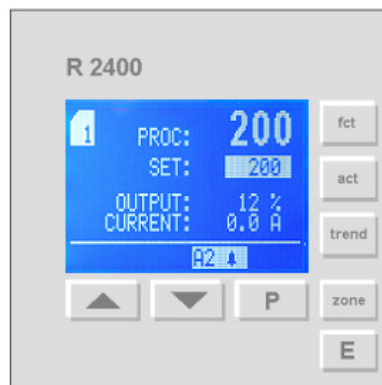 R 2400
1
PROC: 200
SET: 200
OUTPUT: 12 %
CURRENT: 0.0 A
A2
fct
act
trend
zone
P
E